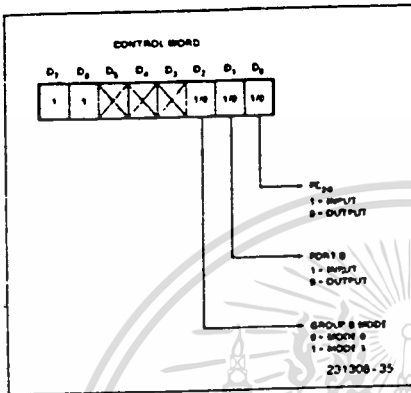 CONTROL WORD
D7 D6 D5 D4 D3 D2 D1 D0
1 1 1/0 1/0 1/0
PC2-0
1 - INPUT
0 - OUTPUT
PORT B
1 - INPUT
0 - OUTPUT
GROUP B MODE
0 - MODE 0
1 - MODE 1
231308-35